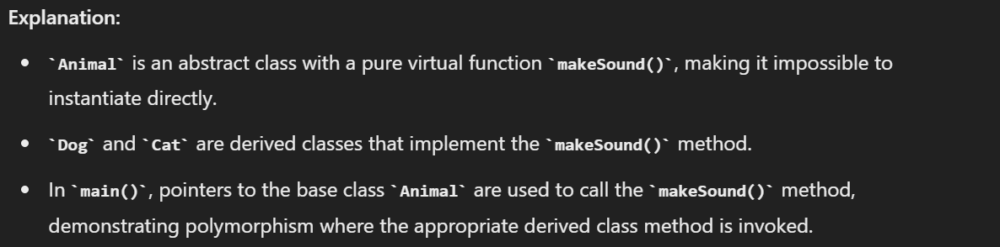 Explanation:
• `Animal` is an abstract class with a pure virtual function `makeSound()`, making it impossible to
instantiate directly.
• `Dog` and `Cat` are derived classes that implement the `makeSound()` method.
• In `main()`, pointers to the base class `Animal` are used to call the `makeSound()` method,
demonstrating polymorphism where the appropriate derived class method is invoked.